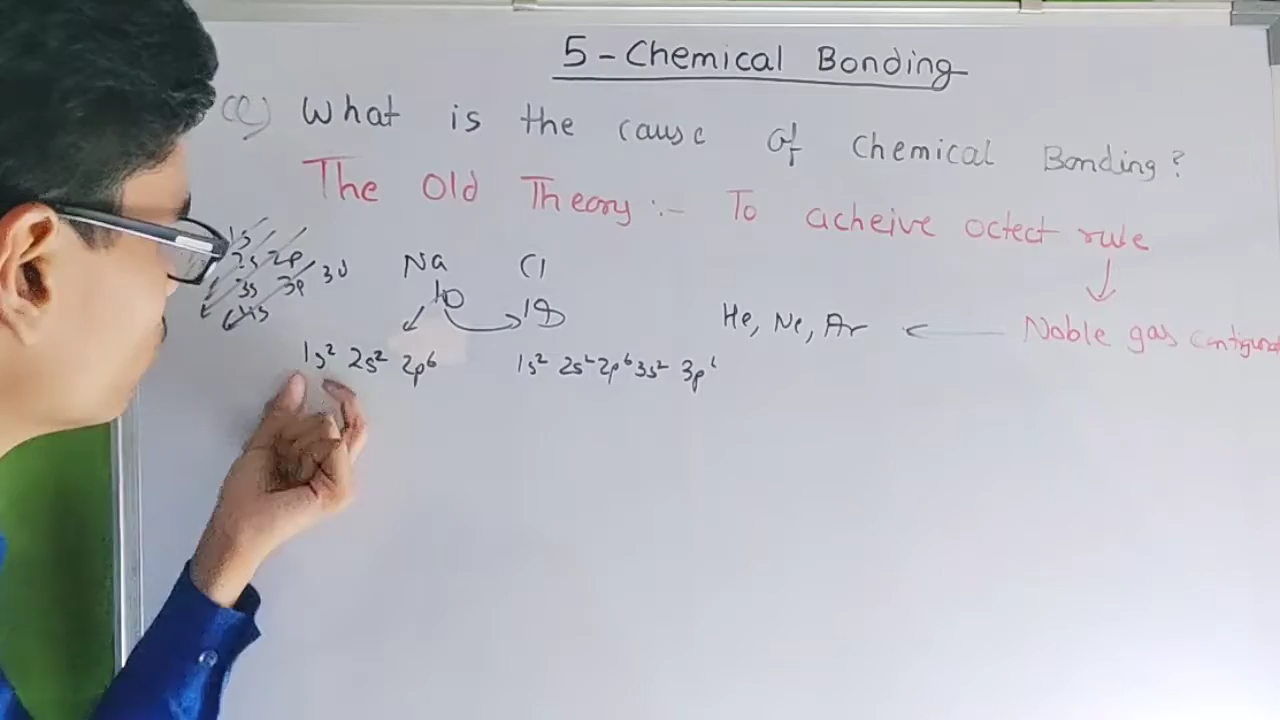 5 - Chemical Bonding
Q) What is the cause of Chemical Bonding?
The Old Theory :- To acheive octect rule
1s
2s 2p
3s 3p 3d
4s
Na Cl
10 18
He, Ne, Ar ← Noble gas configurat
1s² 2s² 2p⁶ 1s² 2s² 2p⁶ 3s² 3p⁶